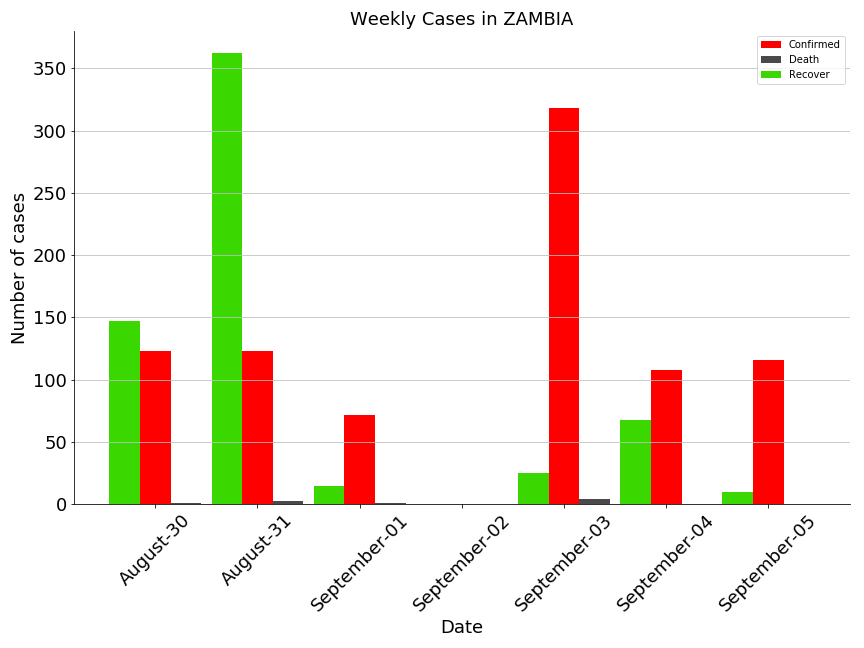 Weekly Cases in ZAMBIA
Confirmed
Death
Recover
Number of cases
350
300
250
200
150
100
50
0
August-30
August-31
September-01
September-02
September-03
September-04
September-05
Date